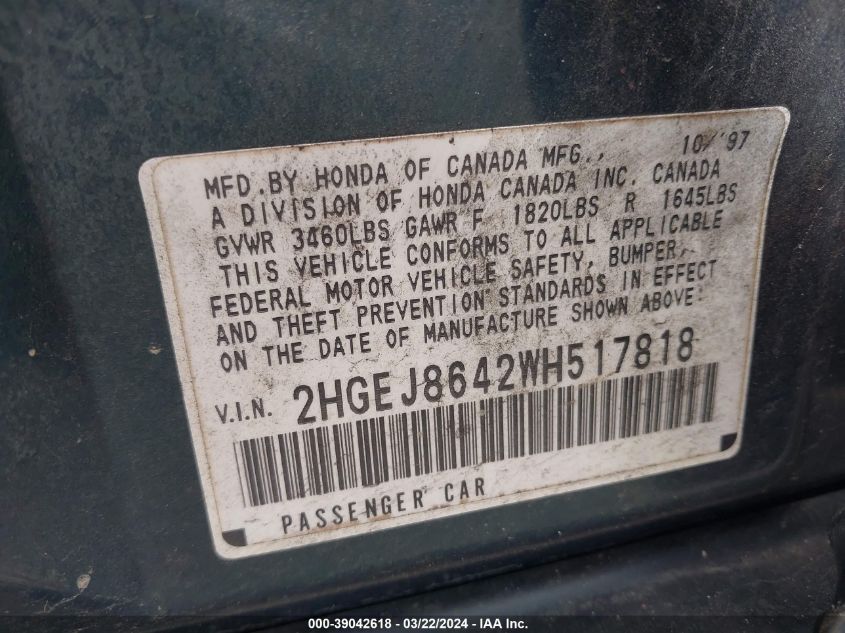 10/'97
MFD.BY HONDA OF CANADA MFG.,
A DIVISION OF HONDA CANADA INC. CANADA
GVWR 3460LBS GAWR F 1820LBS R 1645LBS
THIS VEHICLE CONFORMS TO ALL APPLICABLE
FEDERAL MOTOR VEHICLE SAFETY, BUMPER,
AND THEFT PREVENTION STANDARDS IN EFFECT
ON THE DATE OF MANUFACTURE SHOWN ABOVE.
V.I.N. 2HGEJ8642WH517818
PASSENGER CAR
000-39042618 - 03/22/2024 - IAA Inc.